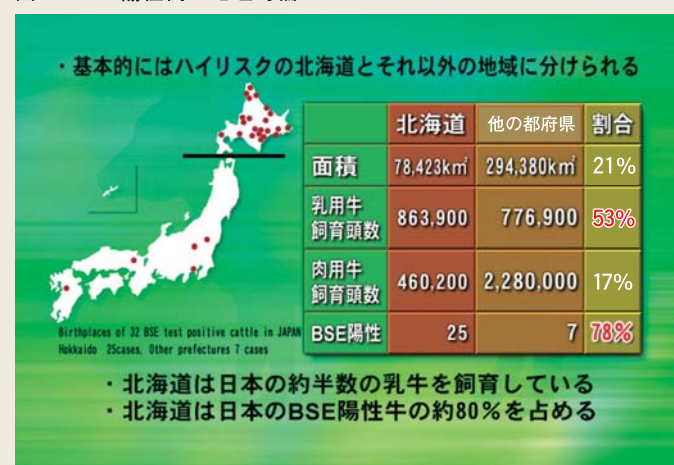 ・基本的にはハイリスクの北海道とそれ以外の地域に分けられる
北海道 他の都府県 割合
面積 78,423k㎡ 294,380k㎡ 21%
乳用牛
飼育頭数 863,900 776,900 53%
肉用牛
飼育頭数 460,200 2,280,000 17%
BSE陽性 25 7 78%
Birthplaces of 32 BSE test positive cattle in JAPAN
Hokkaido 25cases, Other prefectures 7 cases
・北海道は日本の約半数の乳牛を飼育している
・北海道は日本のBSE陽性牛の約80％を占める